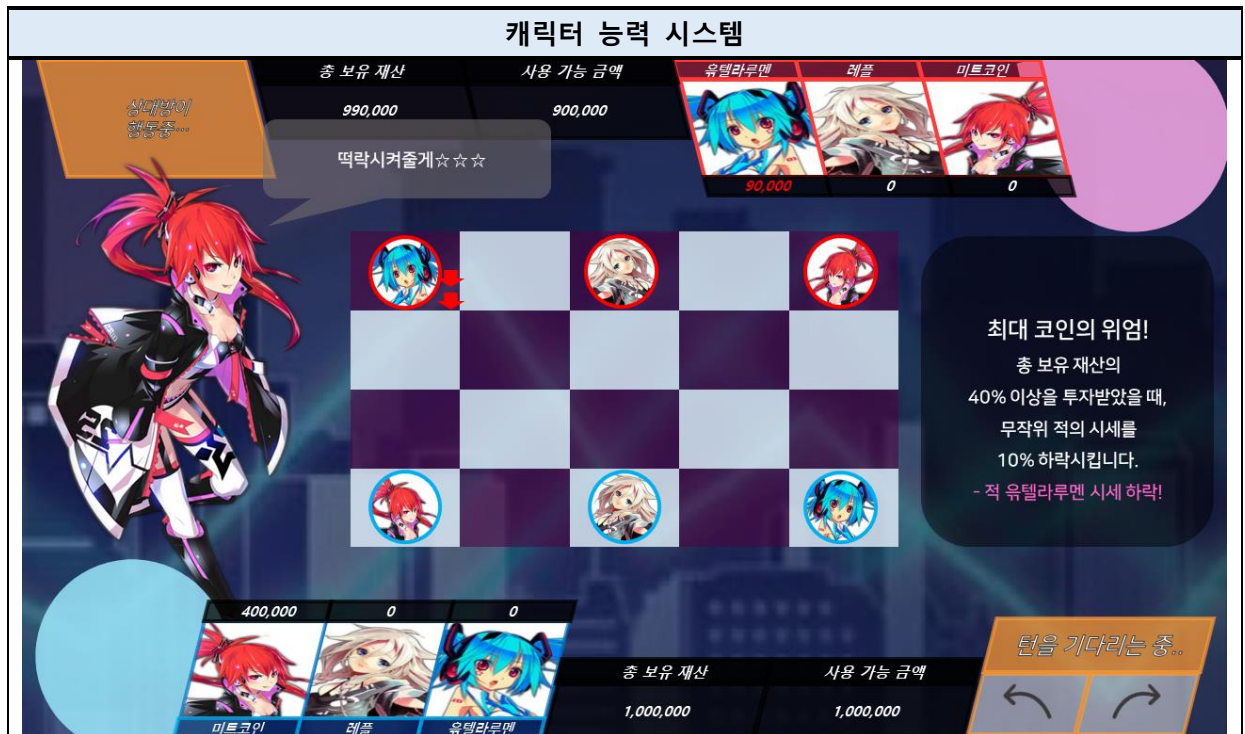 캐릭터 능력 시스템
상대방이
행동중...
총 보유 재산
사용 가능 금액
990,000
900,000
윾텔라루멘
레플
미트코인
90,000
0
0
떡락시켜줄게☆☆☆
최대 코인의 위엄!
총 보유 재산의
40% 이상을 투자받았을 때,
무작위 적의 시세를
10% 하락시킵니다.
- 적 윾텔라루멘 시세 하락!
400,000
0
0
미트코인
레플
윾텔라루멘
총 보유 재산
사용 가능 금액
1,000,000
1,000,000
턴을 기다리는 중..